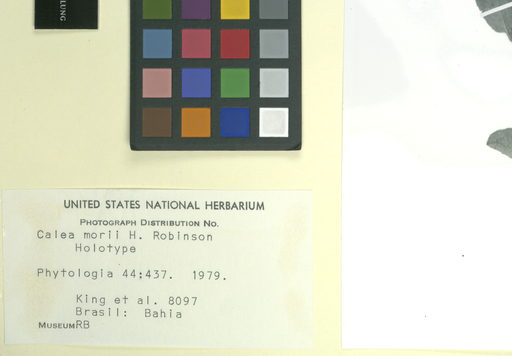 LUNG
UNITED STATES NATIONAL HERBARIUM
PHOTOGRAPH DISTRIBUTION NO.
Calea morii H. Robinson
Holotype
Phytologia 44:437. 1979.
King et al. 8097
Brasil: Bahia
MUSEUM RB